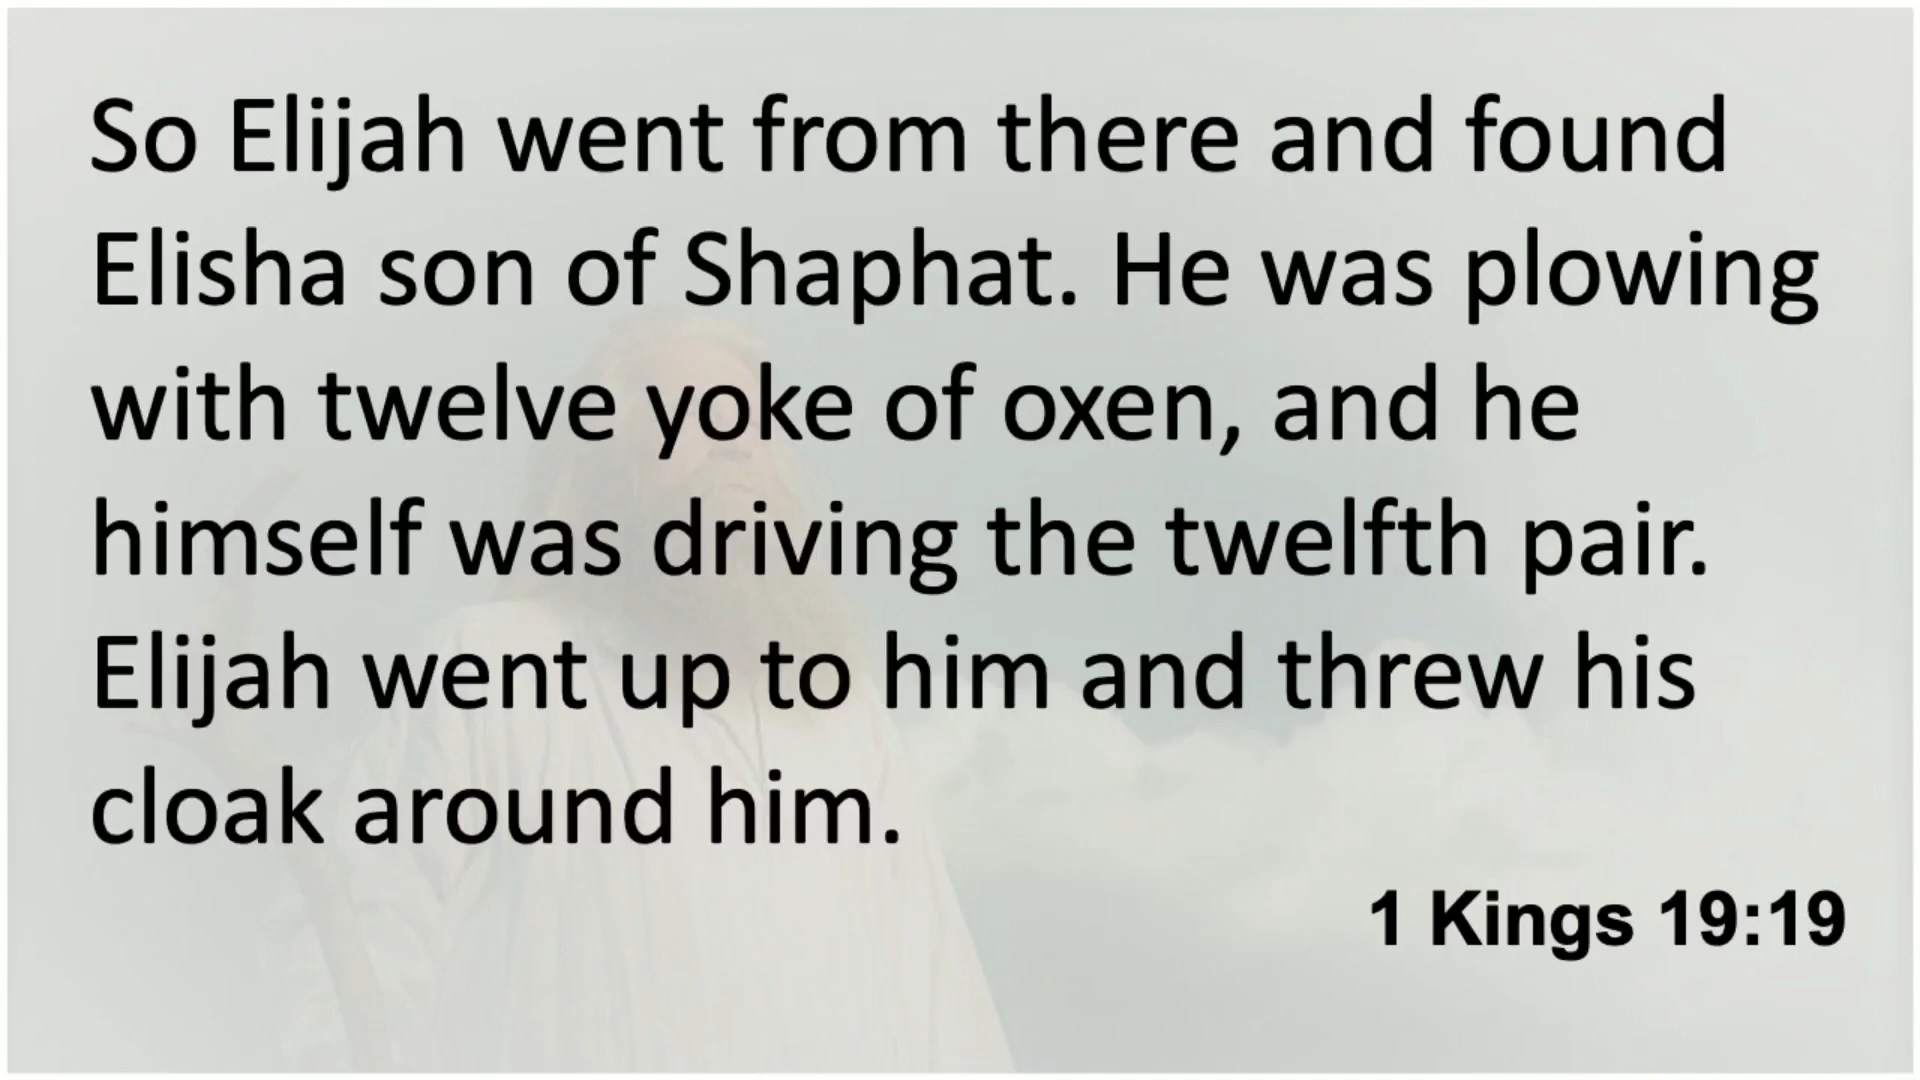 So Elijah went from there and found
Elisha son of Shaphat. He was plowing
with twelve yoke of oxen, and he
himself was driving the twelfth pair.
Elijah went up to him and threw his
cloak around him.
1 Kings 19:19